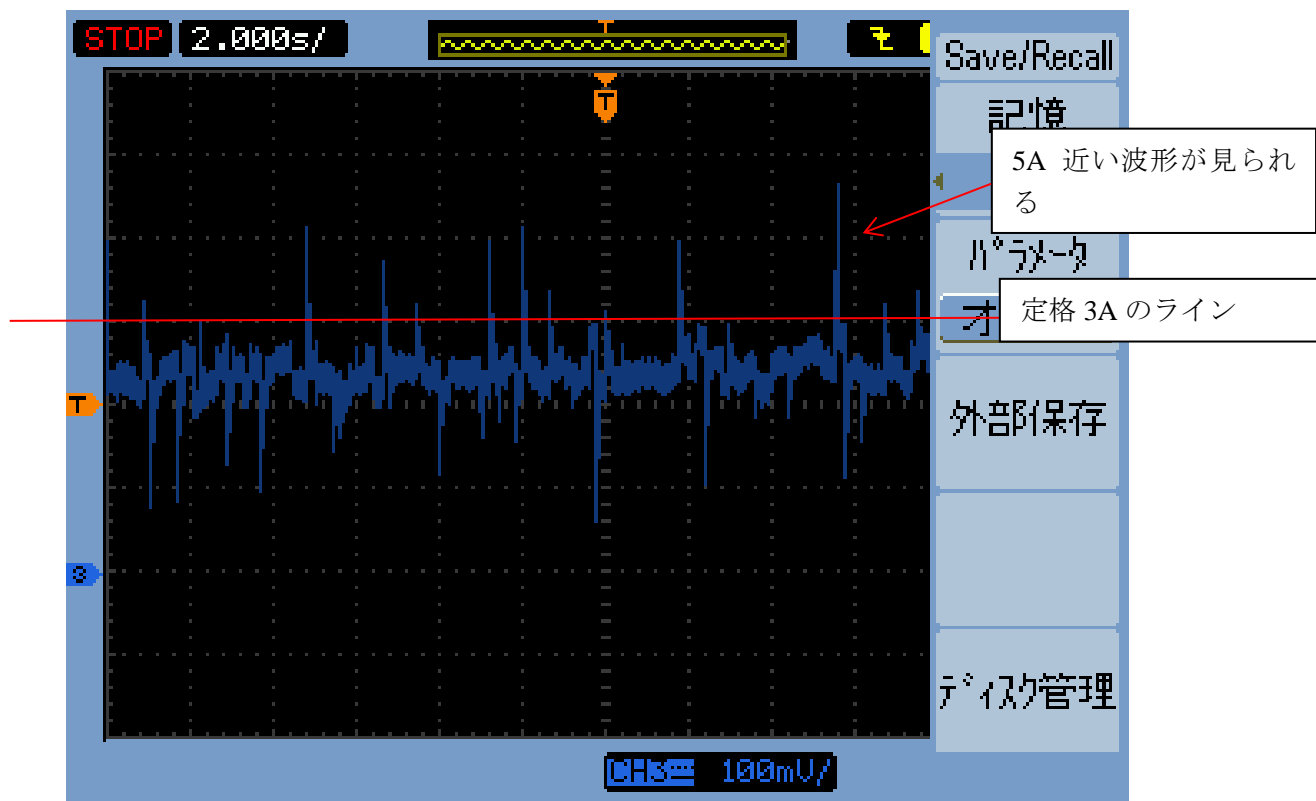 STOP 2.000s/
T
Save/Recall
記憶
T
5A 近い波形が見られ
る
パラメータ
定格 3A のライン
オ
T
外部保存
3
ディスク管理
CH3 100mV/